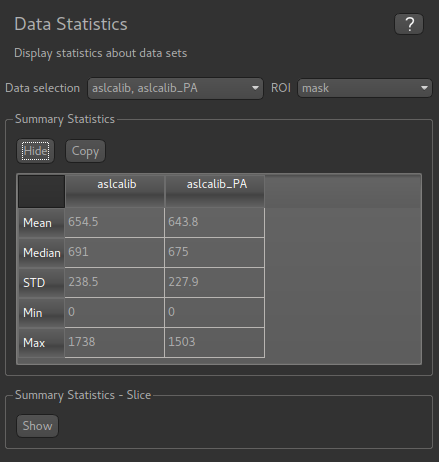 Data Statistics ?
Display statistics about data sets
Data selection aslcalib, aslcalib_PA ROI mask
Summary Statistics
Hide Copy
aslcalib aslcalib_PA
Mean 654.5 643.8
Median 691 675
STD 238.5 227.9
Min 0 0
Max 1738 1503
Summary Statistics - Slice
Show